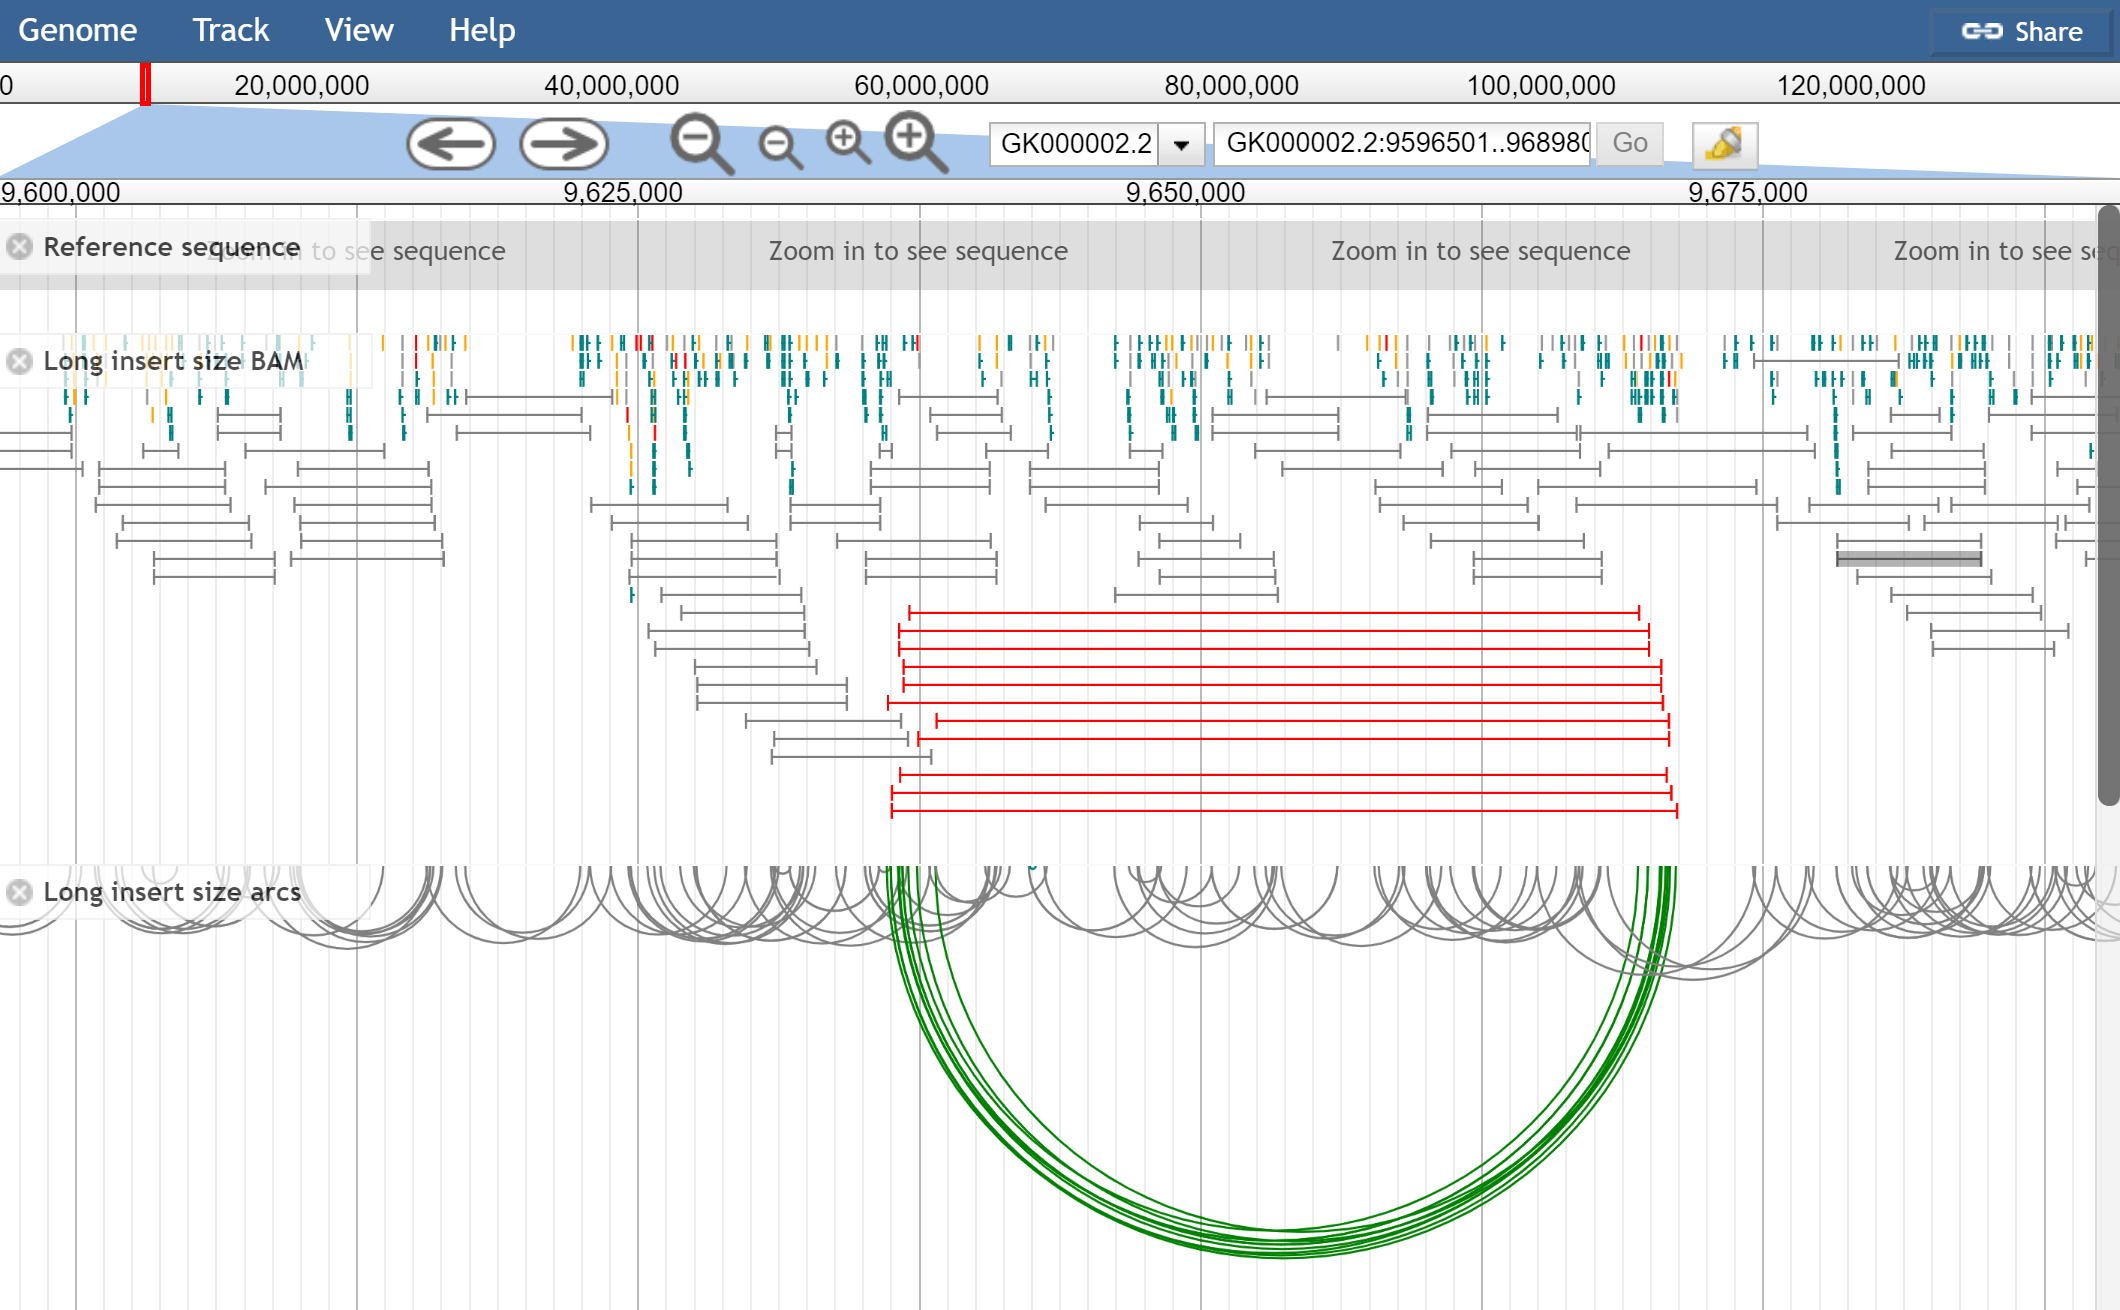 Genome Track View Help Share
0 20,000,000 40,000,000 60,000,000 80,000,000 100,000,000 120,000,000
GK000002.2 GK000002.2:9596501..968980 Go
9,600,000 9,625,000 9,650,000 9,675,000
Reference sequence Zoom in to see sequence Zoom in to see sequence Zoom in to see sequence Zoom in to see seq
Long insert size BAM
Long insert size arcs